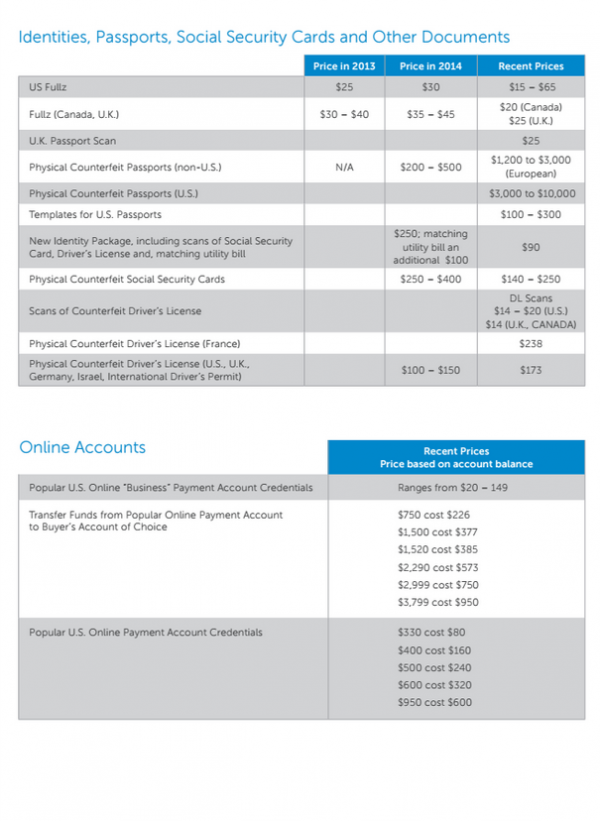 Identities, Passports, Social Security Cards and Other Documents
Price in 2013 Price in 2014 Recent Prices
US Fullz $25 $30 $15 – $65
Fullz (Canada, U.K.) $30 – $40 $35 – $45 $20 (Canada)
$25 (U.K.)
U.K. Passport Scan $25
Physical Counterfeit Passports (non-U.S.) N/A $200 – $500 $1,200 to $3,000
(European)
Physical Counterfeit Passports (U.S.) $3,000 to $10,000
Templates for U.S. Passports $100 – $300
New Identity Package, including scans of Social Security
Card, Driver's License and, matching utility bill
$250; matching
utility bill an
additional $100
$90
Physical Counterfeit Social Security Cards $250 – $400 $140 – $250
Scans of Counterfeit Driver's License
DL Scans
$14 – $20 (U.S.)
$14 (U.K., CANADA)
Physical Counterfeit Driver's License (France) $238
Physical Counterfeit Driver's License (U.S., U.K.,
Germany, Israel, International Driver's Permit)
$100 – $150 $173
Online Accounts
Recent Prices
Price based on account balance
Popular U.S. Online "Business" Payment Account Credentials Ranges from $20 – 149
Transfer Funds from Popular Online Payment Account
to Buyer's Account of Choice
$750 cost $226
$1,500 cost $377
$1,520 cost $385
$2,290 cost $573
$2,999 cost $750
$3,799 cost $950
Popular U.S. Online Payment Account Credentials $330 cost $80
$400 cost $160
$500 cost $240
$600 cost $320
$950 cost $600